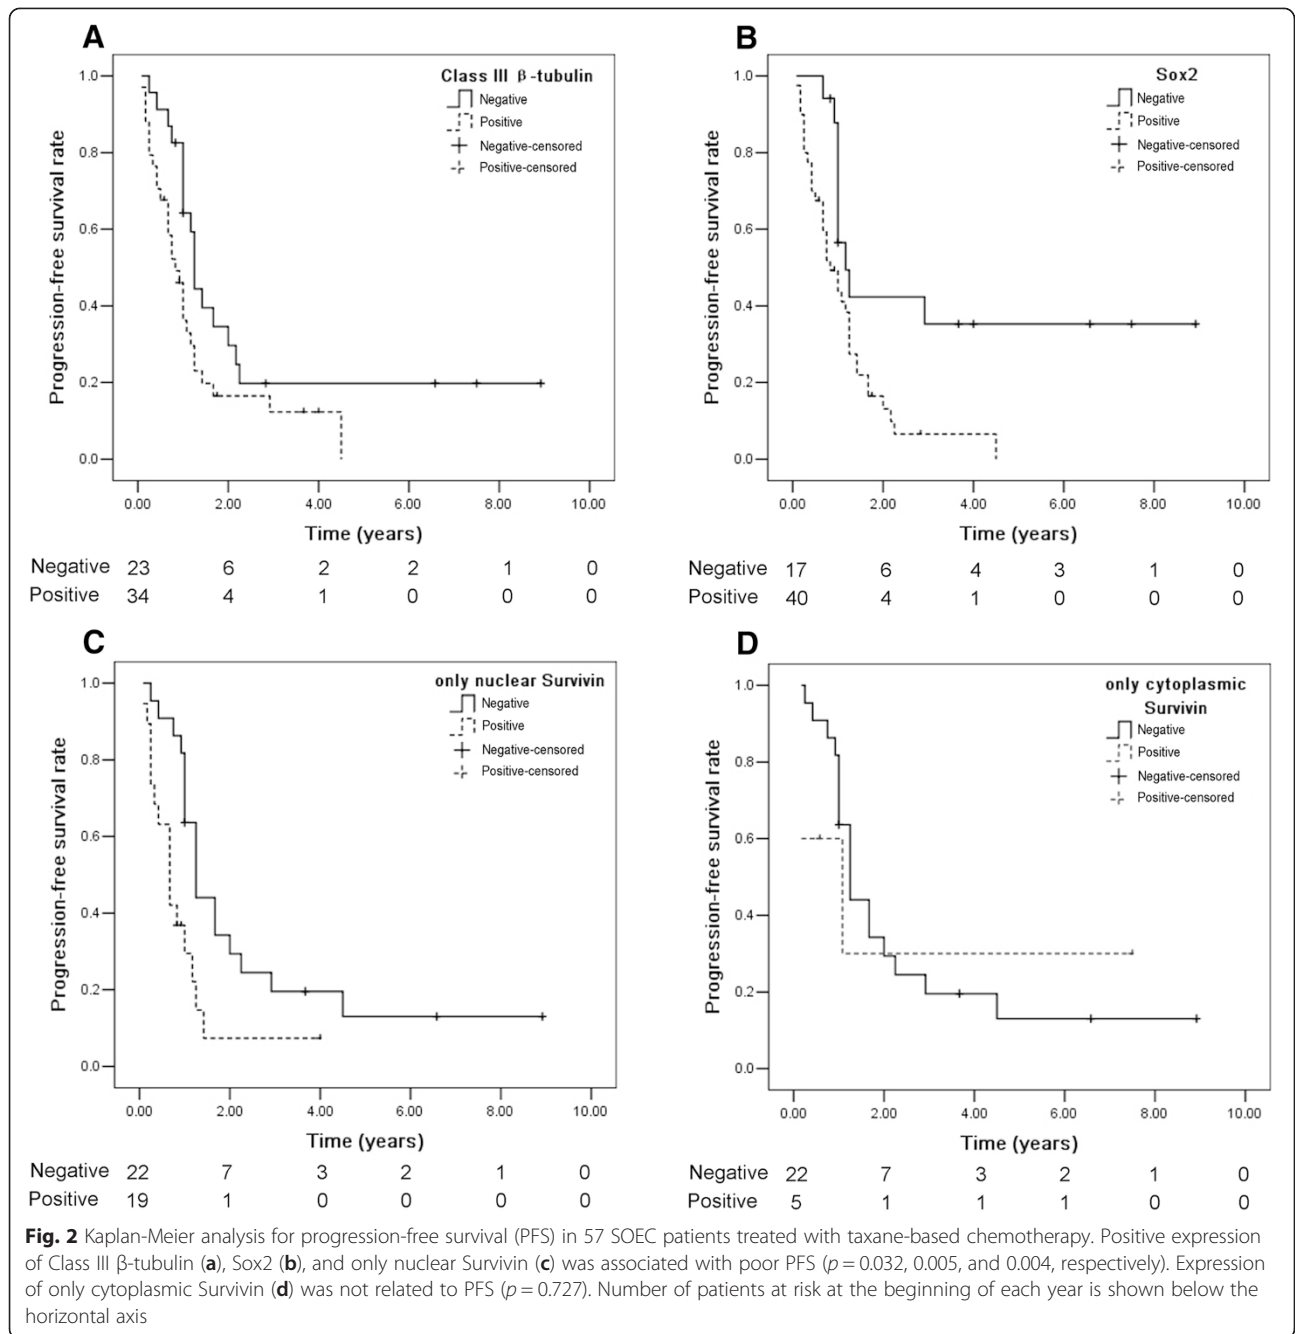 A
Class III β-tubulin
Negative
Positive
Negative-censored
Positive-censored
Progression-free survival rate
1.0
0.8
0.6
0.4
0.2
0.0
0.00 2.00 4.00 6.00 8.00 10.00
Time (years)
Negative 23 6 2 2 1 0
Positive 34 4 1 0 0 0
B
Sox2
Negative
Positive
Negative-censored
Positive-censored
Progression-free survival rate
1.0
0.8
0.6
0.4
0.2
0.0
0.00 2.00 4.00 6.00 8.00 10.00
Time (years)
Negative 17 6 4 3 1 0
Positive 40 4 1 0 0 0
C
only nuclear Survivin
Negative
Positive
Negative-censored
Positive-censored
Progression-free survival rate
1.0
0.8
0.6
0.4
0.2
0.0
0.00 2.00 4.00 6.00 8.00 10.00
Time (years)
Negative 22 7 3 2 1 0
Positive 19 1 0 0 0 0
D
only cytoplasmic
Survivin
Negative
Positive
Negative-censored
Positive-censored
Progression-free survival rate
1.0
0.8
0.6
0.4
0.2
0.0
0.00 2.00 4.00 6.00 8.00 10.00
Time (years)
Negative 22 7 3 2 1 0
Positive 5 1 1 1 0 0
Fig. 2 Kaplan-Meier analysis for progression-free survival (PFS) in 57 SOEC patients treated with taxane-based chemotherapy. Positive expression
of Class III β-tubulin (a), Sox2 (b), and only nuclear Survivin (c) was associated with poor PFS (p = 0.032, 0.005, and 0.004, respectively). Expression
of only cytoplasmic Survivin (d) was not related to PFS (p = 0.727). Number of patients at risk at the beginning of each year is shown below the
horizontal axis